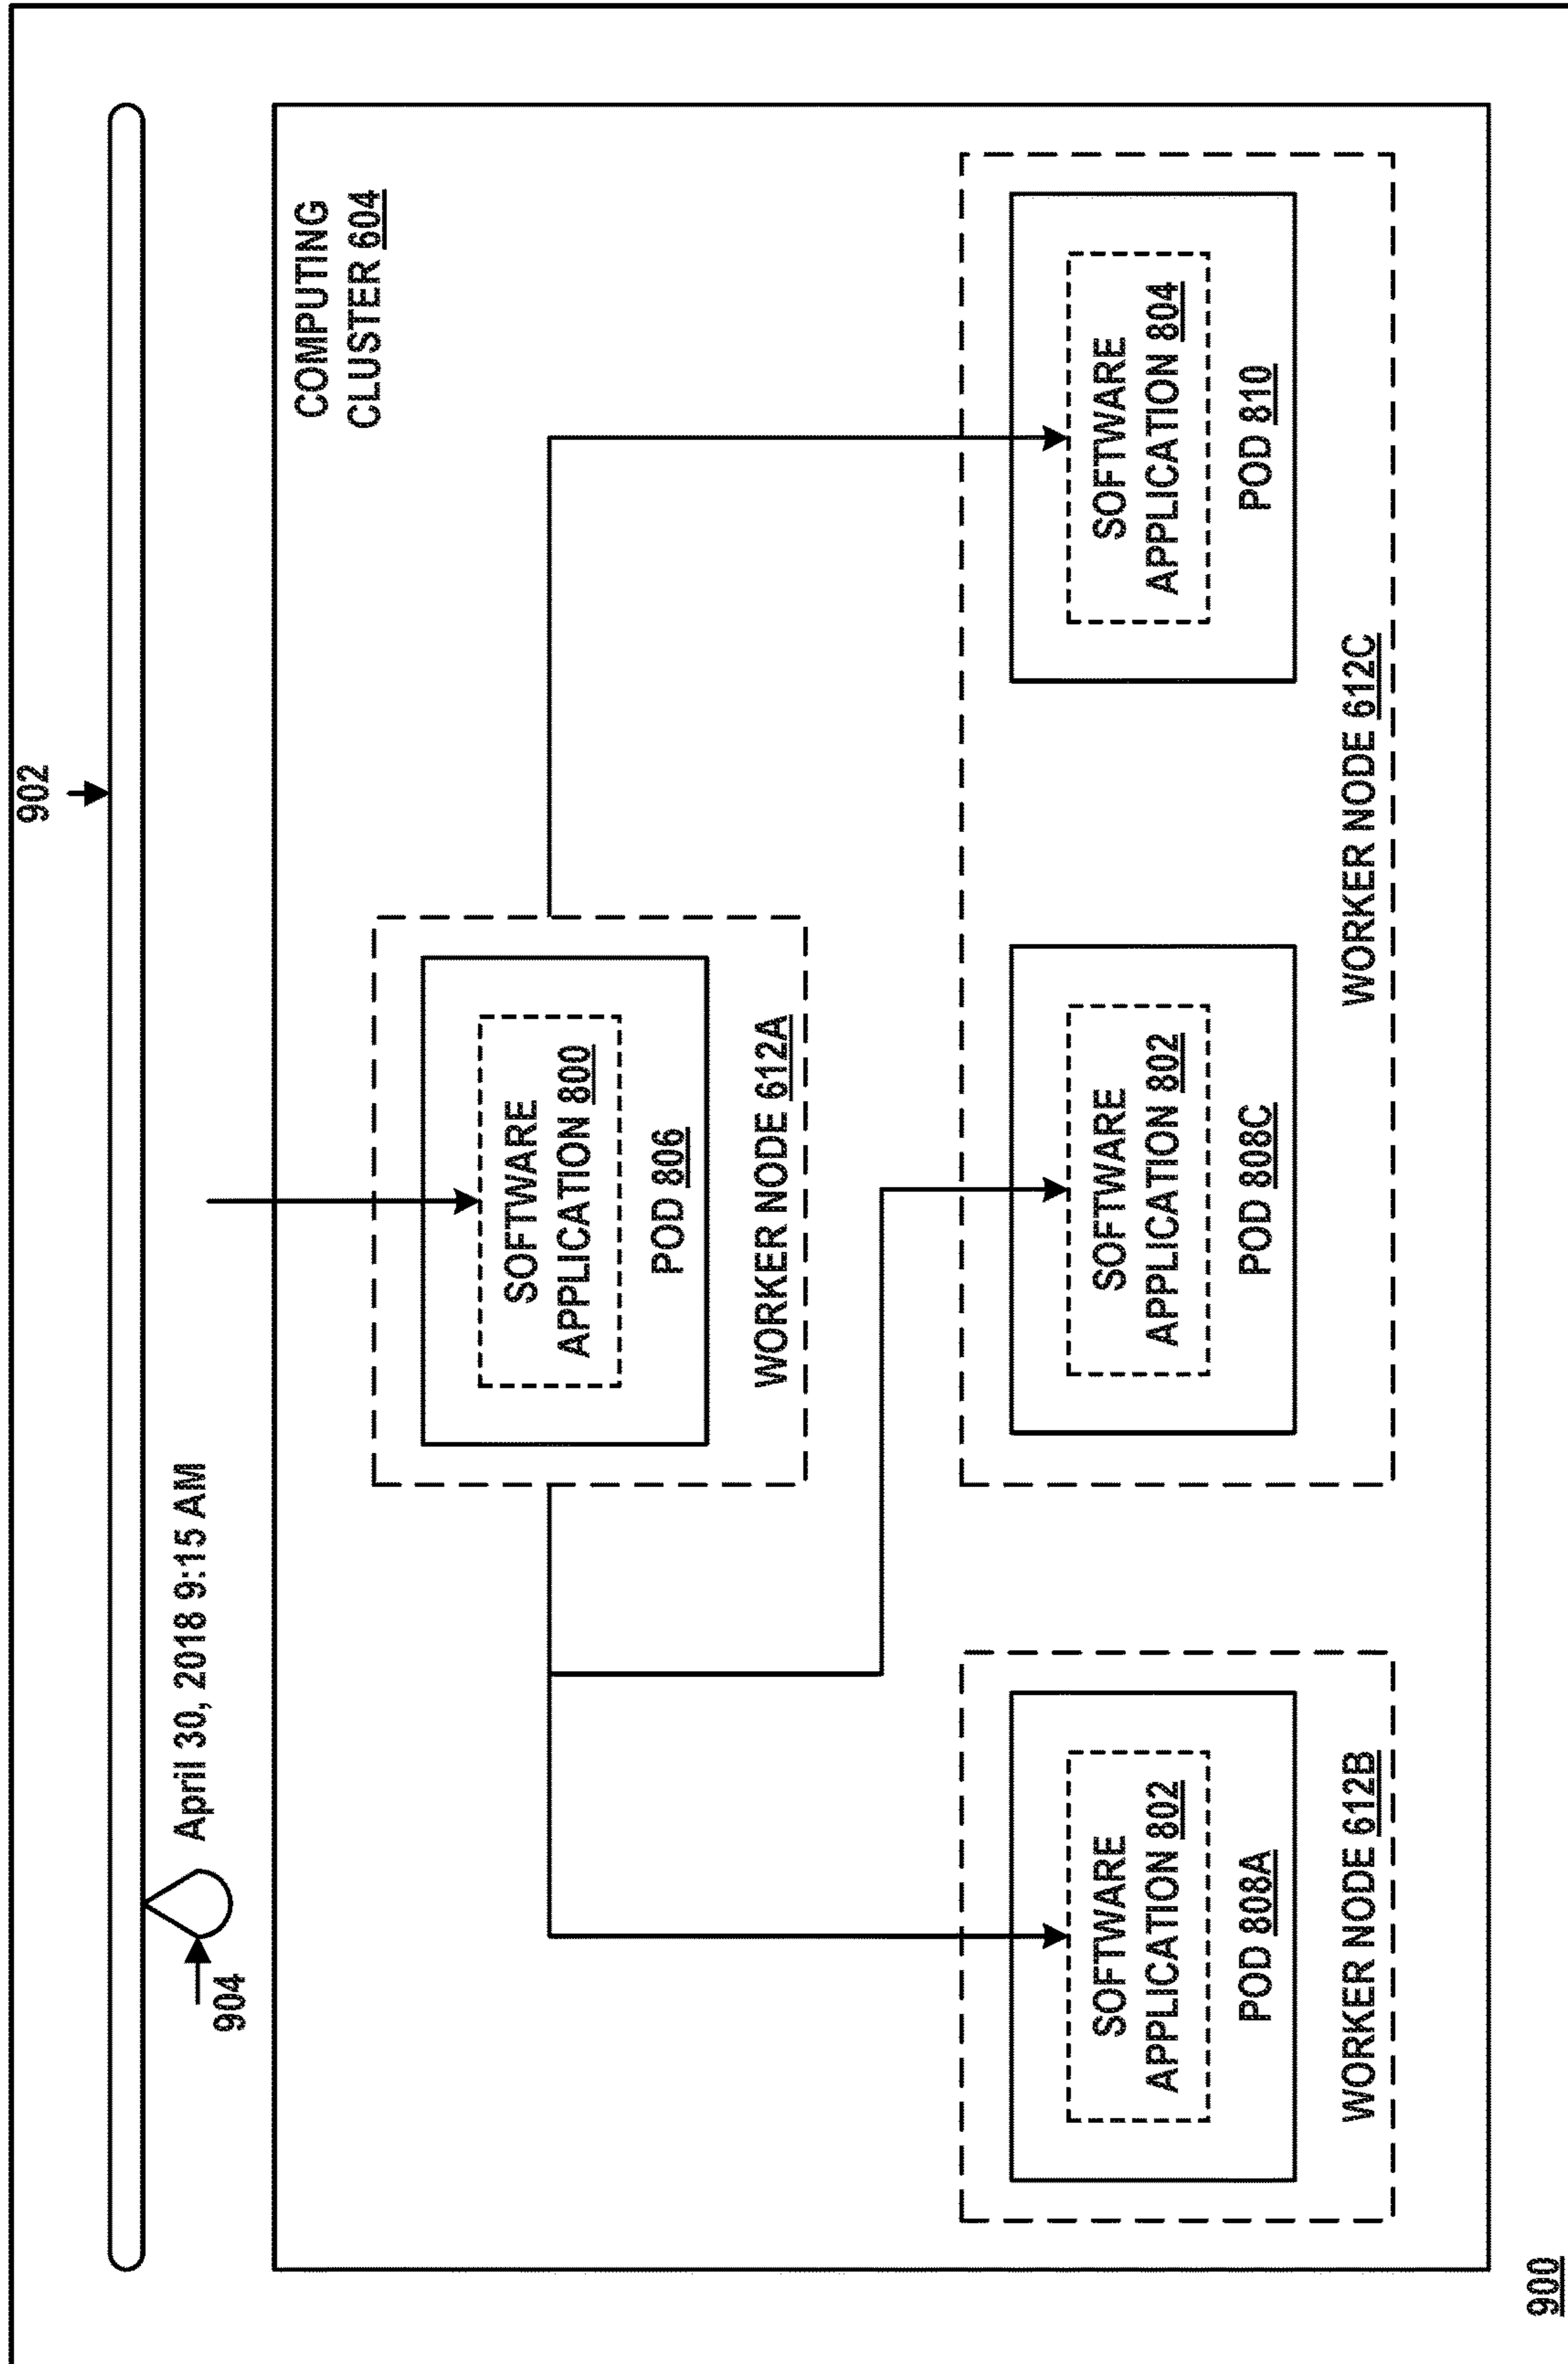 902
904
April 30, 2018 9:15 AM
COMPUTING
CLUSTER 604
SOFTWARE
APPLICATION 800
POD 806
WORKER NODE 612A
SOFTWARE
APPLICATION 802
POD 808A
WORKER NODE 612B
SOFTWARE
APPLICATION 802
POD 808C
SOFTWARE
APPLICATION 804
POD 810
WORKER NODE 612C
900